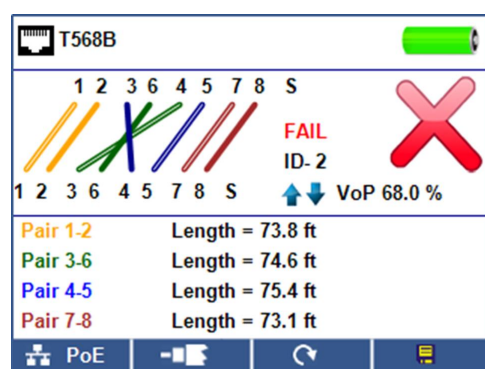 T568B
1 2 3 6 4 5 7 8 S
FAIL
ID- 2
1 2 3 6 4 5 7 8 S
VoP 68.0 %
Pair 1-2 Length = 73.8 ft
Pair 3-6 Length = 74.6 ft
Pair 4-5 Length = 75.4 ft
Pair 7-8 Length = 73.1 ft
PoE